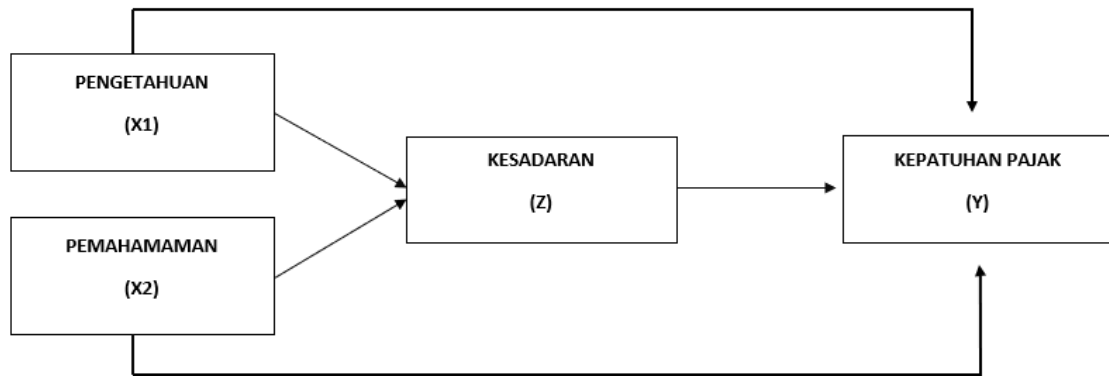 PENGETAHUAN
(X1)
KESADARAN
(Z)
KEPATUHAN PAJAK
(Y)
PEMAHAMAMAN
(X2)